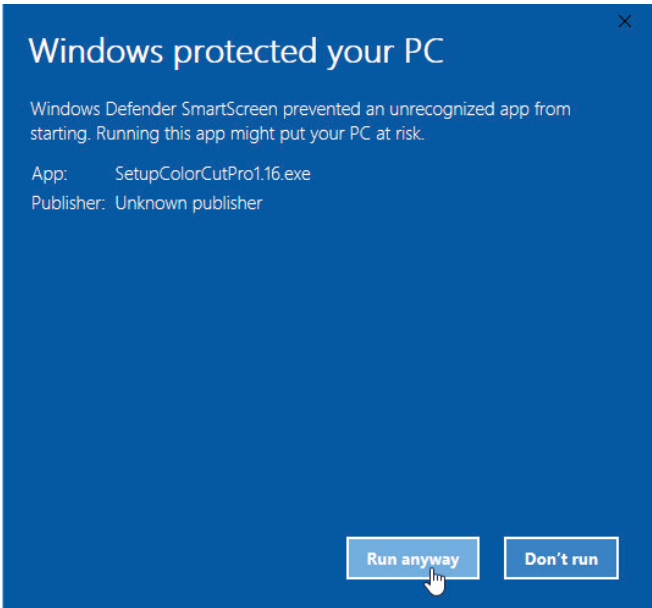 Windows protected your PC
Windows Defender SmartScreen prevented an unrecognized app from
starting. Running this app might put your PC at risk.
App: SetupColorCutPro1.16.exe
Publisher: Unknown publisher
Run anyway
Don't run